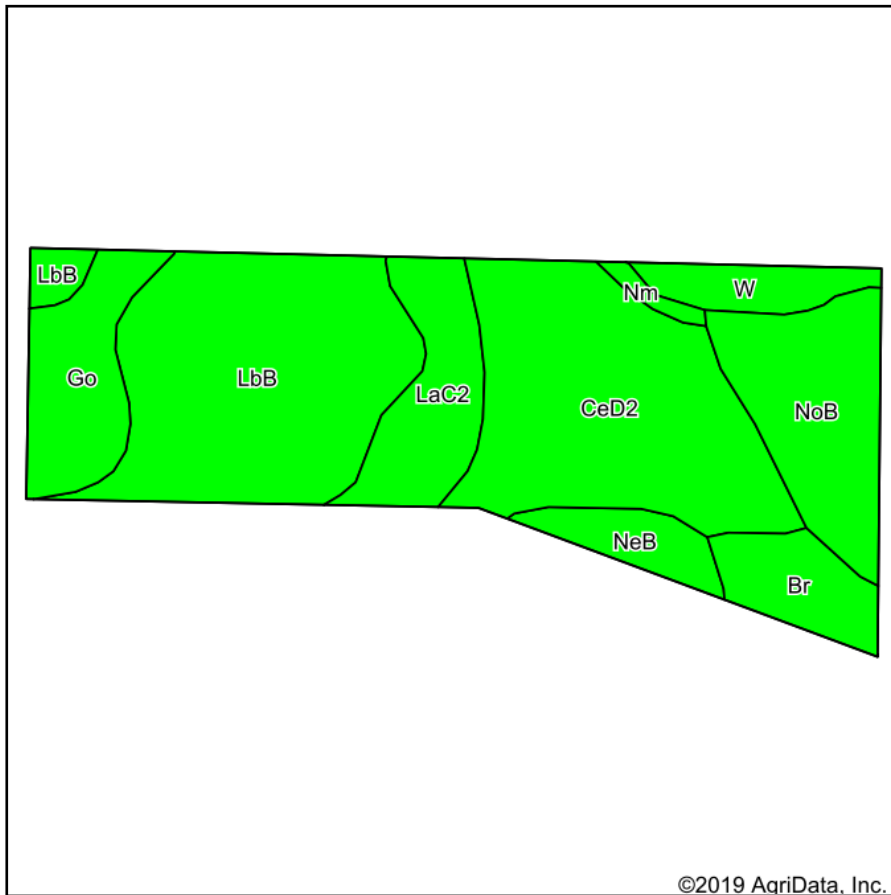 LbB
Nm
W
Go
LbB
LaC2
CeD2
NoB
NeB
Br
©2019 AgriData, Inc.